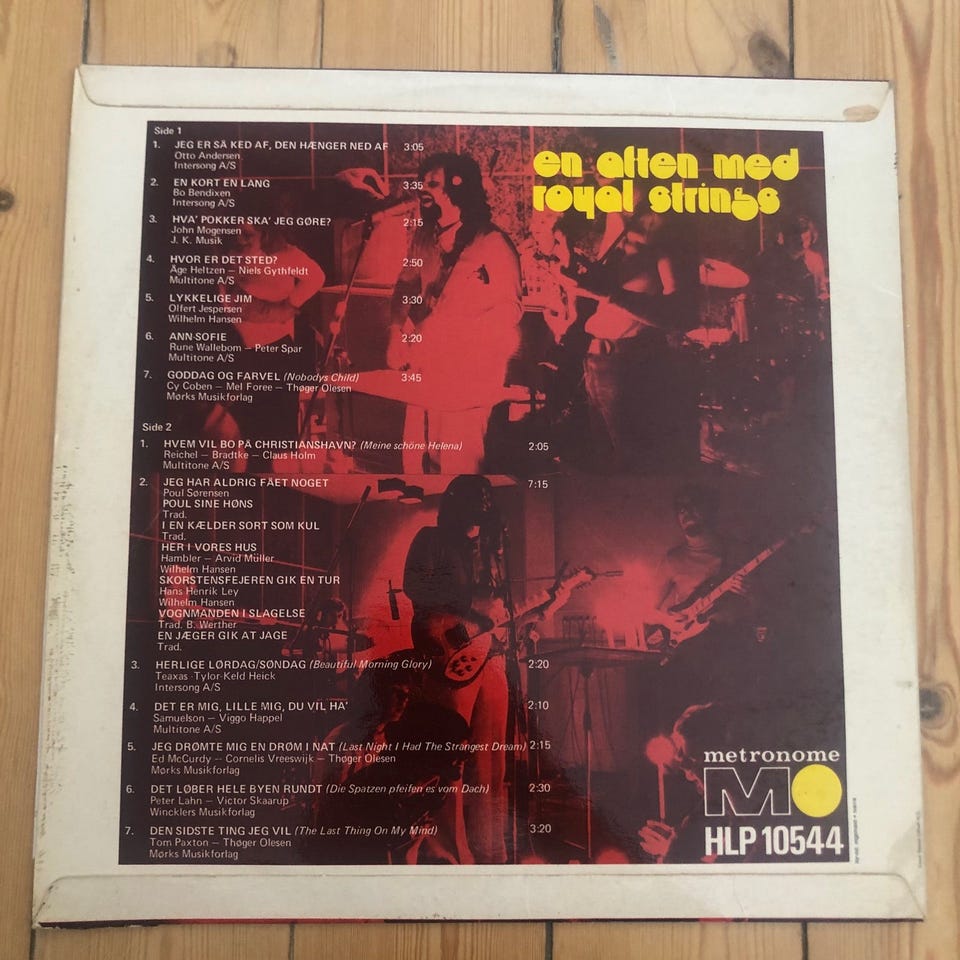 en aften med
royal strings
Side 1
1. JEG ER SÅ KED AF, DEN HÆNGER NED AF 3:05
Otto Andersen
Intersong A/S
2. EN KORT EN LANG 3:35
Bo Bendixen
Intersong A/S
3. HVA' POKKER SKA' JEG GØRE? 2:15
John Mogensen
J. K. Musik
4. HVOR ER DET STED? 2:50
Åge Heltzen – Niels Gythfeldt
Multitone A/S
5. LYKKELIGE JIM 3:30
Olfert Jespersen
Wilhelm Hansen
6. ANN-SOFIE 2:20
Rune Wallebom – Peter Spar
Multitone A/S
7. GODDAG OG FARVEL (Nobodys Child) 3:45
Cy Coben – Mel Foree – Thøger Olesen
Mørks Musikforlag
Side 2
1. HVEM VIL BO PÅ CHRISTIANSHAVN? (Meine schöne Helena) 2:05
Reichel – Bradtke – Claus Holm
Multitone A/S
2. JEG HAR ALDRIG FÅET NOGET 7:15
Poul Sørensen
POUL SINE HØNS
Trad.
I EN KÆLDER SORT SOM KUL
Trad.
HER I VORES HUS
Hambler – Arvid Müller
Wilhelm Hansen
SKORSTENSFEJEREN GIK EN TUR
Hans Henrik Ley
Wilhelm Hansen
VOGNMANDEN I SLAGELSE
Trad. B. Werther
EN JÆGER GIK AT JAGE
Trad.
3. HERLIGE LØRDAG/SØNDAG (Beautiful Morning Glory) 2:20
Teaxas -Tylor-Keld Heick
Intersong A/S
4. DET ER MIG, LILLE MIG, DU VIL HA' 2:10
Samuelson – Viggo Happel
Multitone A/S
5. JEG DRØMTE MIG EN DRØM I NAT (Last Night I Had The Strangest Dream) 2:15
Ed McCurdy – Cornelis Vreeswijk – Thøger Olesen
Mørks Musikforlag
6. DET LØBER HELE BYEN RUNDT (Die Spatzen pfeifen es vom Dach) 2:30
Peter Lahn – Victor Skaarup
Wincklers Musikforlag
7. DEN SIDSTE TING JEG VIL (The Last Thing On My Mind) 3:20
Tom Paxton – Thøger Olesen
Mørks Musikforlag
metronome
M
HLP 10544